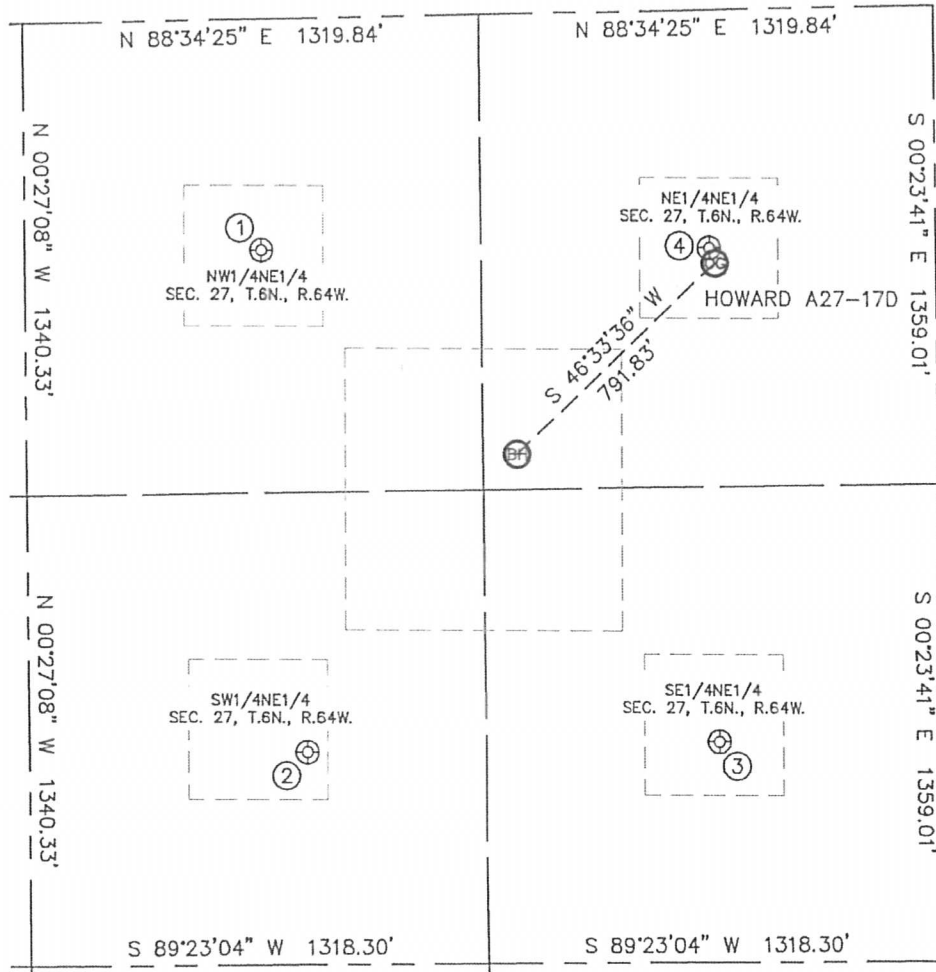 N 88°34'25" E 1319.84'
N 88°34'25" E 1319.84'
N 00°27'08" W 1340.33'
S 00°23'41" E 1359.01'
1
NW1/4NE1/4
SEC. 27, T.6N., R.64W.
NE1/4NE1/4
SEC. 27, T.6N., R.64W.
4
HOWARD A27-17D
S 46°33'36" W
791.83'
BH
N 00°27'08" W 1340.33'
S 00°23'41" E 1359.01'
SW1/4NE1/4
SEC. 27, T.6N., R.64W.
2
SE1/4NE1/4
SEC. 27, T.6N., R.64W.
3
S 89°23'04" W 1318.30'
S 89°23'04" W 1318.30'